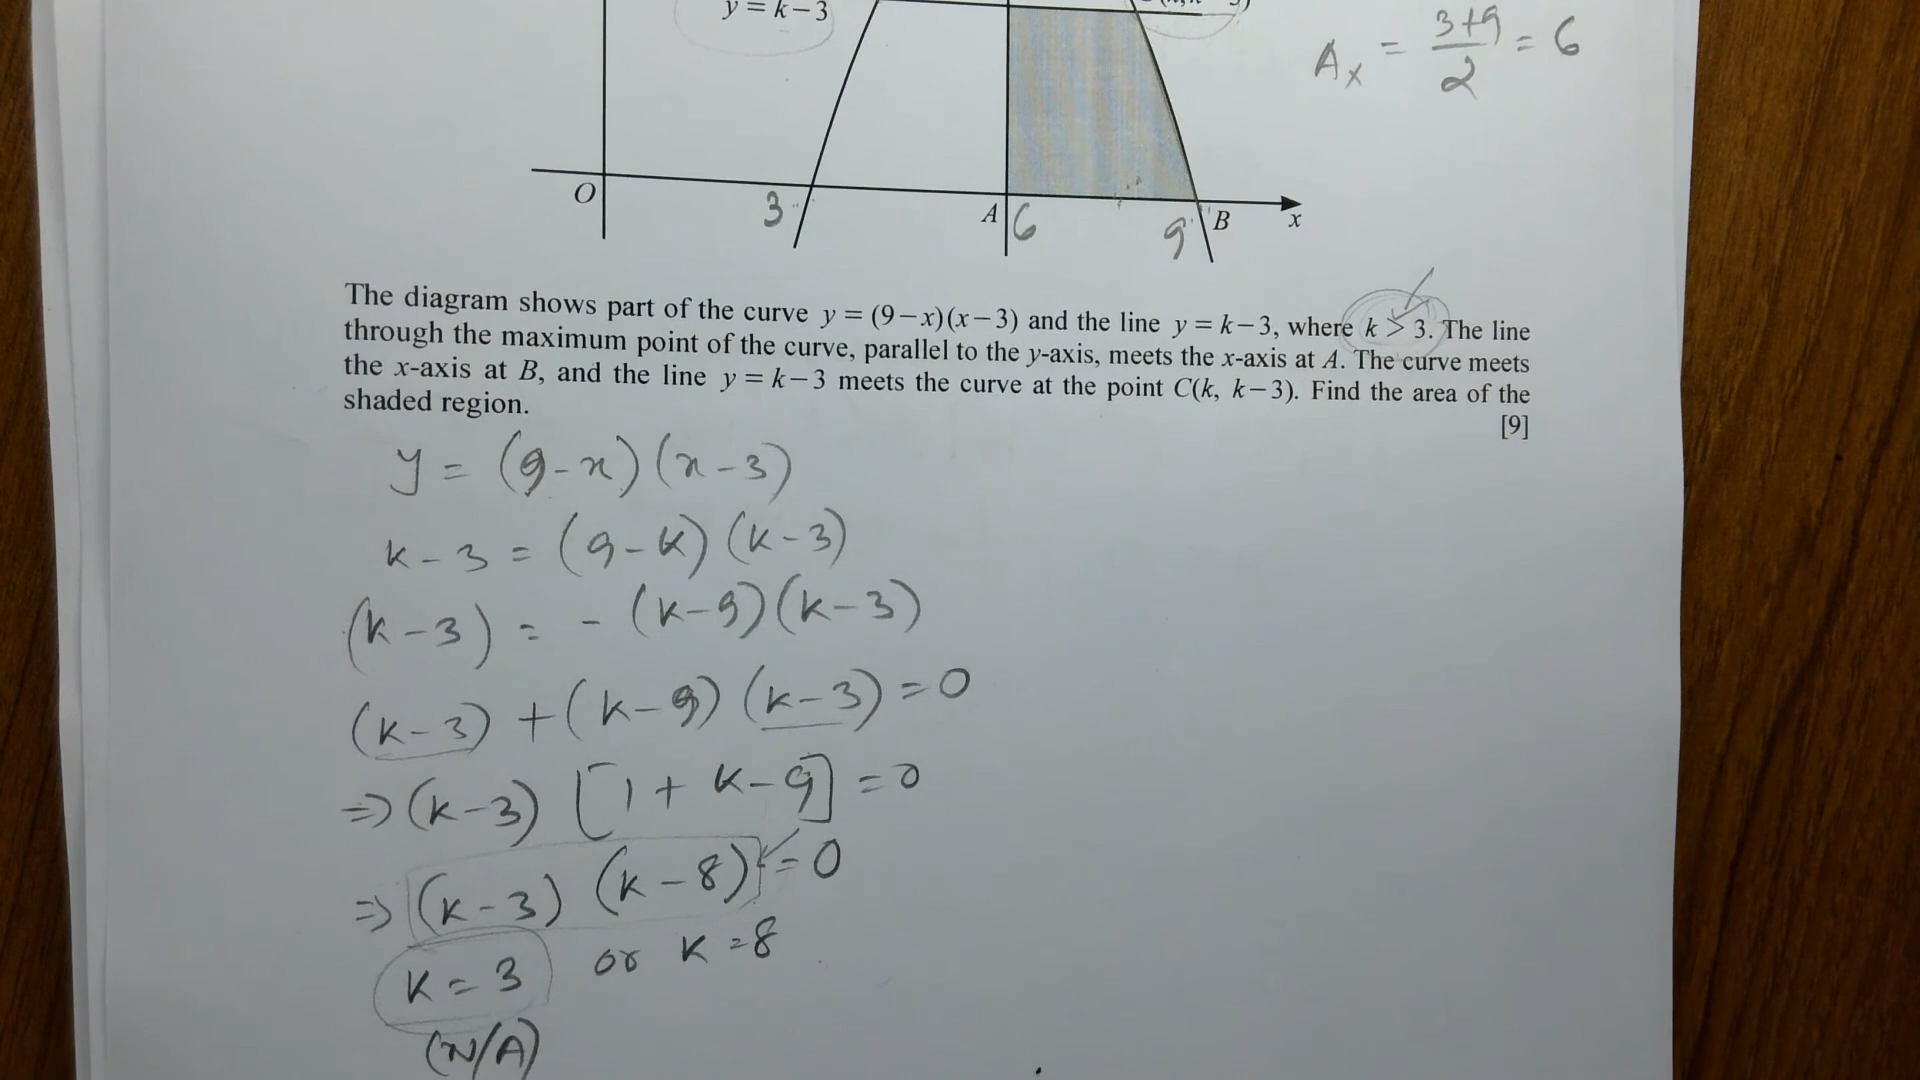 y = k – 3
A_x = (3+9)/2 = 6
O
3
A
6
9
B
x
The diagram shows part of the curve y = (9 – x)(x – 3) and the line y = k – 3, where k > 3. The line
through the maximum point of the curve, parallel to the y-axis, meets the x-axis at A. The curve meets
the x-axis at B, and the line y = k – 3 meets the curve at the point C(k, k – 3). Find the area of the
shaded region. [9]
y = (9-x)(x-3)
k-3 = (9-k)(k-3)
(k-3) = -(k-9)(k-3)
(k-3) + (k-9)(k-3) = 0
⇒ (k-3) [1 + k-9] = 0
⇒ (k-3) (k-8) = 0
k = 3 or k = 8
(N/A)